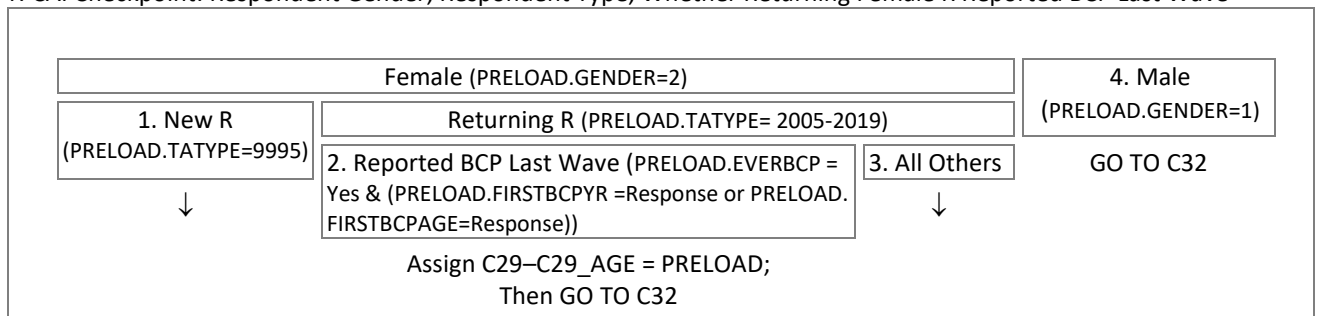 Female (PRELOAD.GENDER=2)
4. Male
(PRELOAD.GENDER=1)
1. New R
(PRELOAD.TATYPE=9995)
Returning R (PRELOAD.TATYPE= 2005-2019)
2. Reported BCP Last Wave (PRELOAD.EVERBCP =
Yes & (PRELOAD.FIRSTBCPYR =Response or PRELOAD.
FIRSTBCPAGE=Response))
3. All Others
GO TO C32
↓
↓
Assign C29–C29_AGE = PRELOAD;
Then GO TO C32